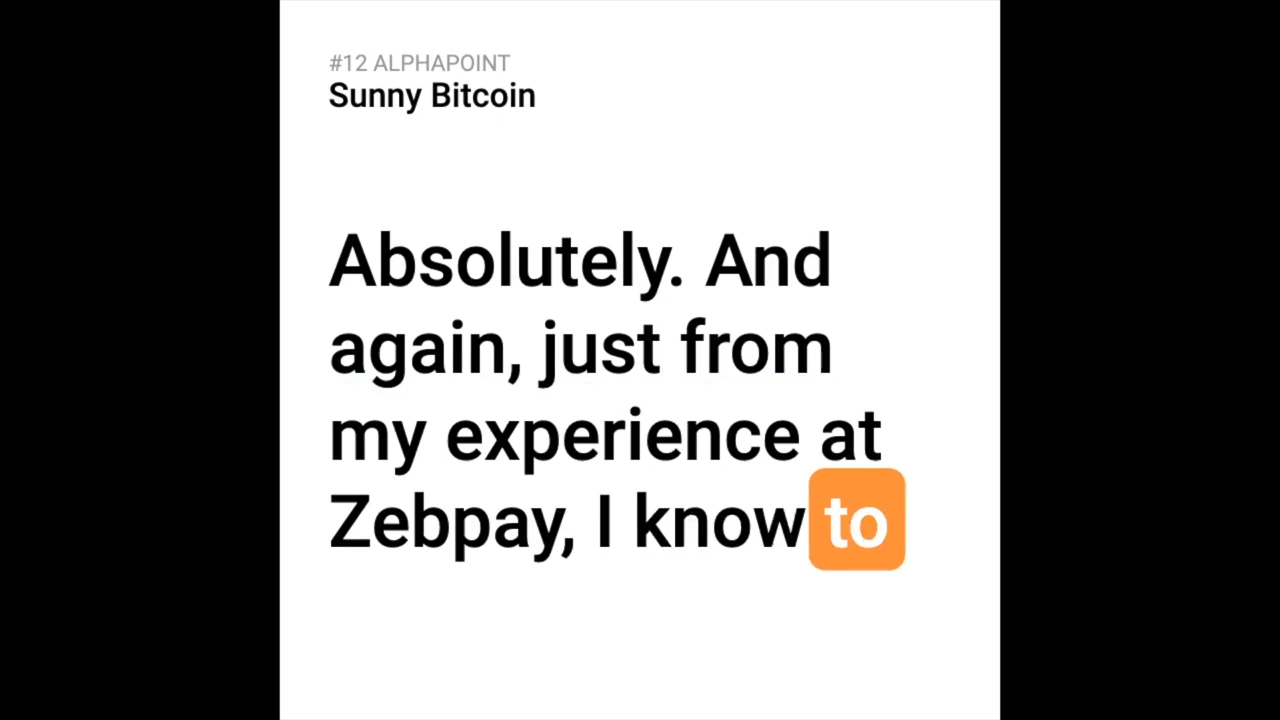 #12 ALPHAPOINT
Sunny Bitcoin
Absolutely. And
again, just from
my experience at
Zebpay, I know to